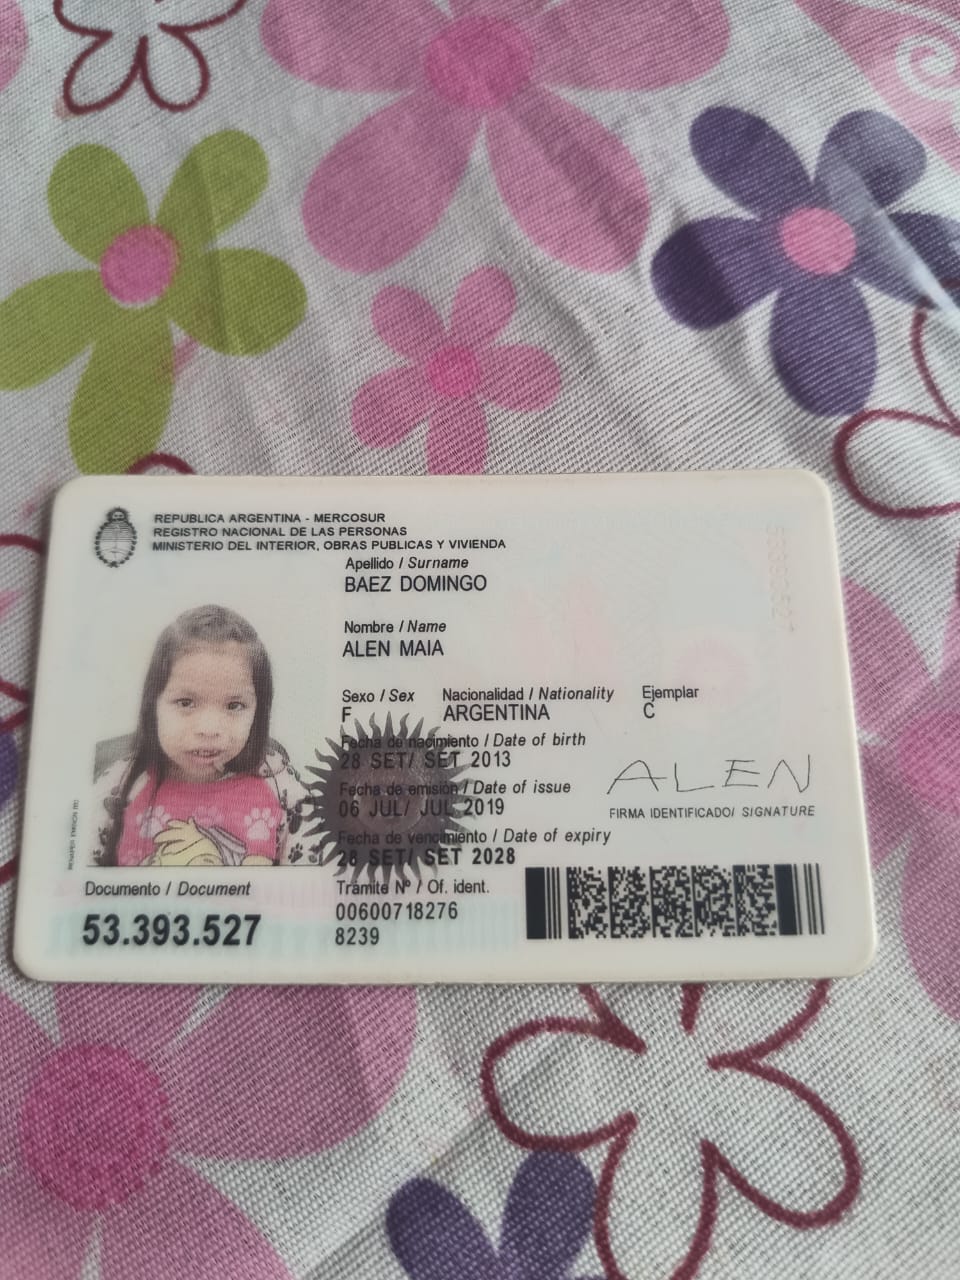 REPUBLICA ARGENTINA - MERCOSUR
REGISTRO NACIONAL DE LAS PERSONAS
MINISTERIO DEL INTERIOR, OBRAS PUBLICAS Y VIVIENDA
Apellido / Surname
BAEZ DOMINGO
Nombre / Name
ALEN MAIA
Sexo / Sex Nacionalidad / Nationality Ejemplar
F ARGENTINA C
Fecha de nacimiento / Date of birth
28 SET/ SET 2013
Fecha de emisión / Date of issue
06 JUL/ JUL 2019
Fecha de vencimiento / Date of expiry
28 SET/ SET 2028
ALEN
FIRMA IDENTIFICADO/ SIGNATURE
Documento / Document
53.393.527
Trámite Nº / Of. ident.
00600718276
8239